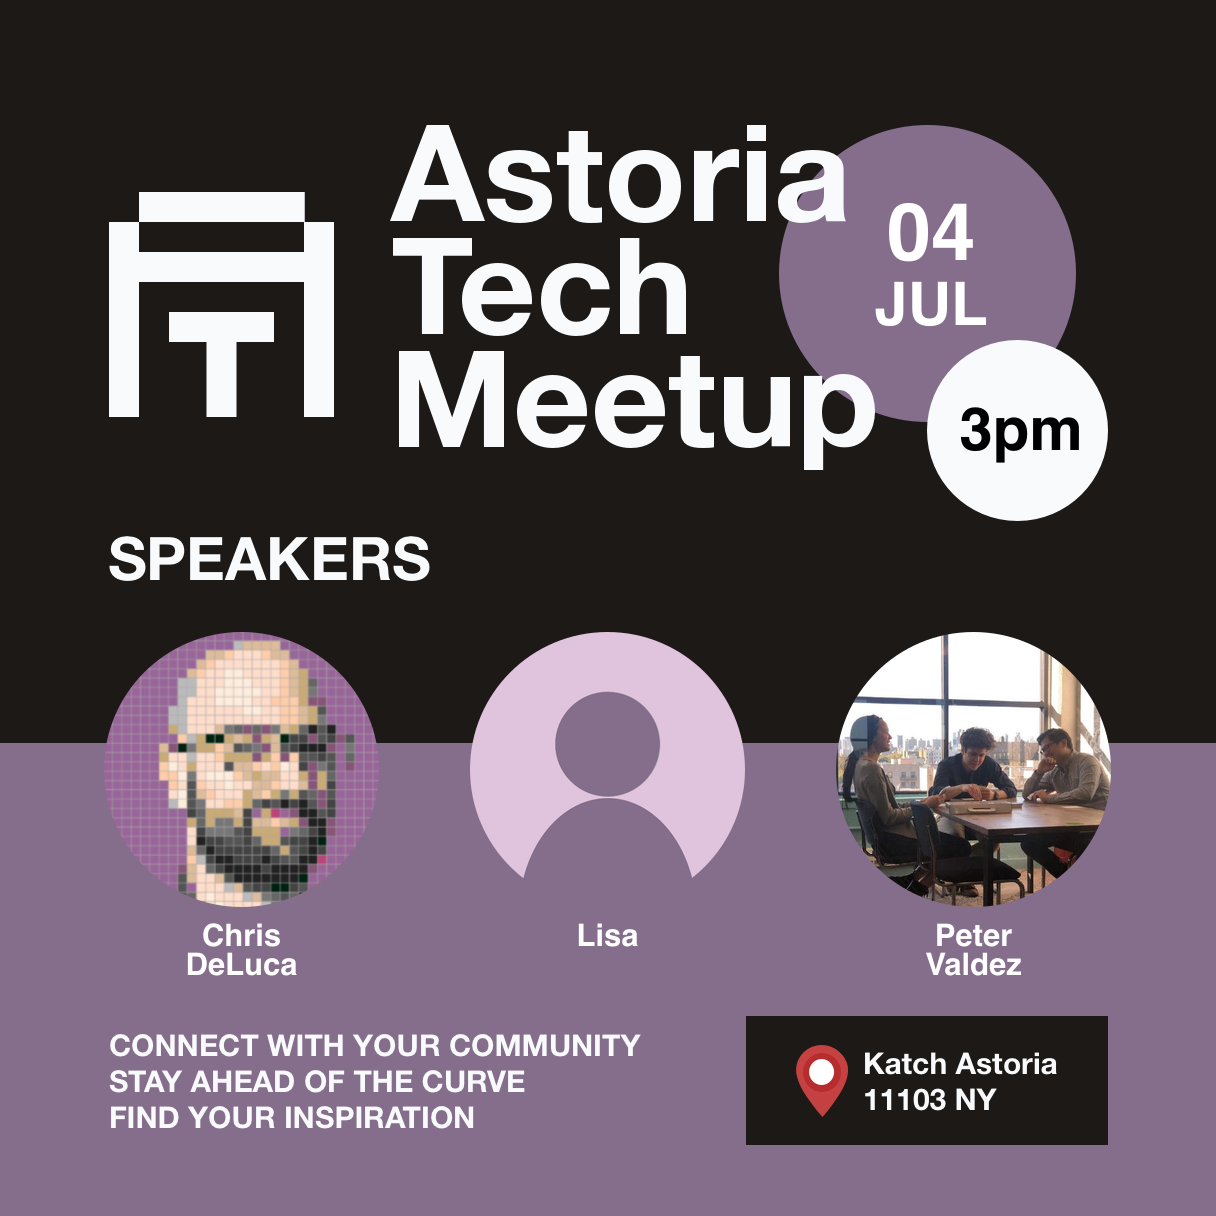 Astoria
Tech
Meetup
04
JUL
3pm
SPEAKERS
Chris
DeLuca
Lisa
Peter
Valdez
CONNECT WITH YOUR COMMUNITY
STAY AHEAD OF THE CURVE
FIND YOUR INSPIRATION
Katch Astoria
11103 NY